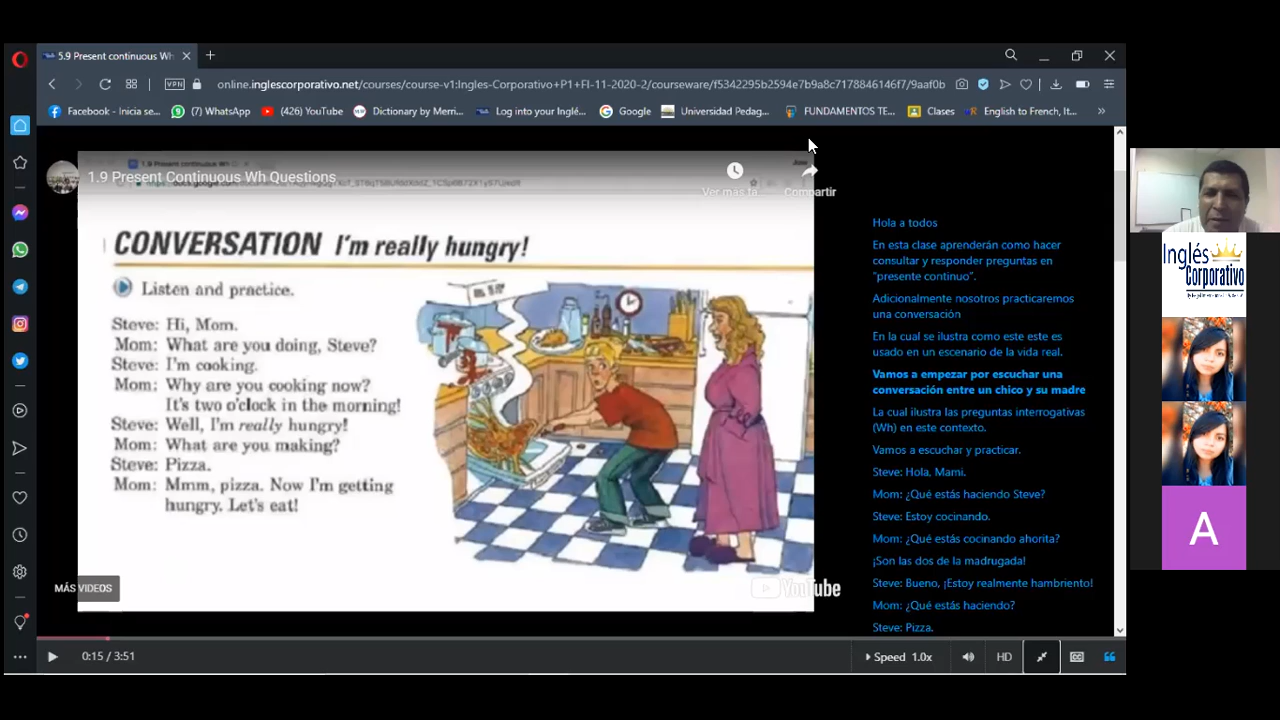 5.9 Present continuous Wh
VPN
online.inglescorporativo.net/courses/course-v1:Ingles-Corporativo+P1+FI-11-2020-2/courseware/f5342295b2594e7b9a8c7178846146f7/9aaf0b
Facebook - Inicia se...
(7) WhatsApp
(426) YouTube
Dictionary by Merri...
Log into your Inglé...
Google
Universidad Pedag...
FUNDAMENTOS TE...
Clases
English to French, It...
1.9 Present Continuous Wh Questions
Compartir
CONVERSATION I'm really hungry!
Listen and practice.
Steve: Hi, Mom.
Mom: What are you doing, Steve?
Steve: I'm cooking.
Mom: Why are you cooking now?
It's two o'clock in the morning!
Steve: Well, I'm really hungry!
Mom: What are you making?
Steve: Pizza.
Mom: Mmm, pizza. Now I'm getting
hungry. Let's eat!
MÁS VIDEOS
YouTube
Hola a todos
En esta clase aprenderán como hacer
consultar y responder preguntas en
"presente continuo".
Adicionalmente nosotros practicaremos
una conversación
En la cual se ilustra como este este es
usado en un escenario de la vida real.
Vamos a empezar por escuchar una
conversación entre un chico y su madre
La cual ilustra las preguntas interrogativas
(Wh) en este contexto.
Vamos a escuchar y practicar.
Steve: Hola, Mami.
Mom: ¿Qué estás haciendo Steve?
Steve: Estoy cocinando.
Mom: ¿Qué estás cocinando ahorita?
¡Son las dos de la madrugada!
Steve: Bueno, ¡Estoy realmente hambriento!
Mom: ¿Qué estás haciendo?
Steve: Pizza.
0:15 / 3:51
Speed 1.0x
HD
Inglés
Corporativo
A